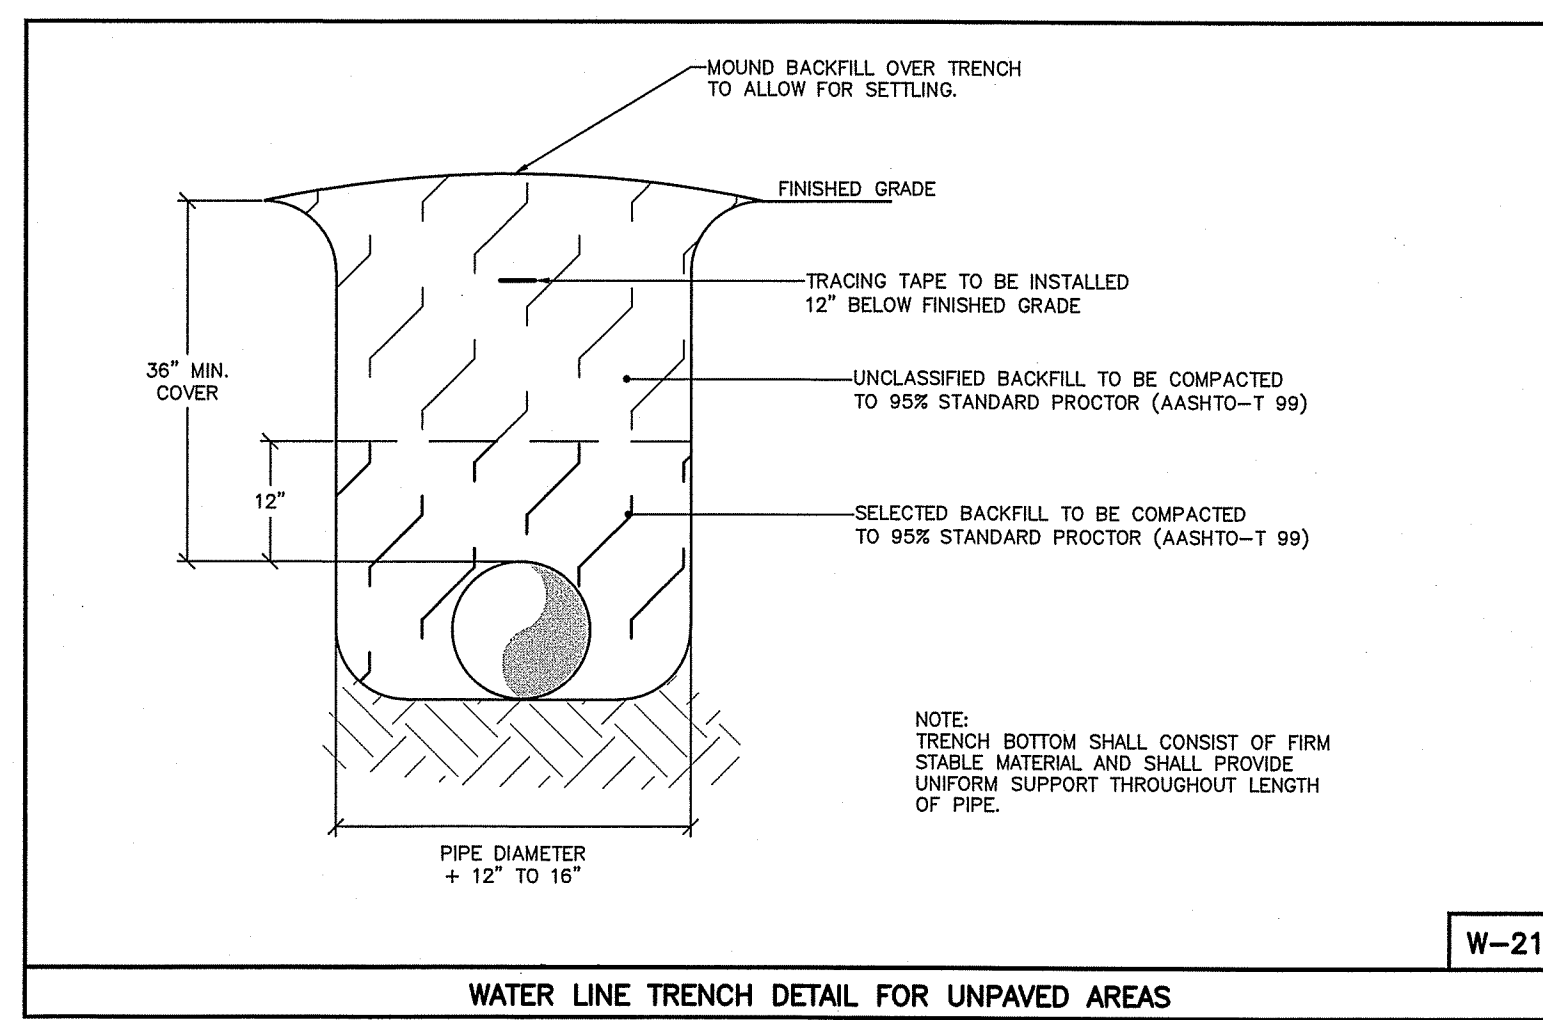 MOUND BACKFILL OVER TRENCH
TO ALLOW FOR SETTLING.
FINISHED GRADE
TRACING TAPE TO BE INSTALLED
12" BELOW FINISHED GRADE
36" MIN.
COVER
UNCLASSIFIED BACKFILL TO BE COMPACTED
TO 95% STANDARD PROCTOR (AASHTO-T 99)
12"
SELECTED BACKFILL TO BE COMPACTED
TO 95% STANDARD PROCTOR (AASHTO-T 99)
NOTE:
TRENCH BOTTOM SHALL CONSIST OF FIRM
STABLE MATERIAL AND SHALL PROVIDE
UNIFORM SUPPORT THROUGHOUT LENGTH
OF PIPE.
PIPE DIAMETER
+ 12" TO 16"
W-21
WATER LINE TRENCH DETAIL FOR UNPAVED AREAS